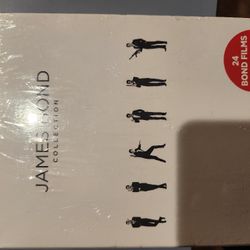 JAMES BOND
COLLECTION
24
BOND FILMS